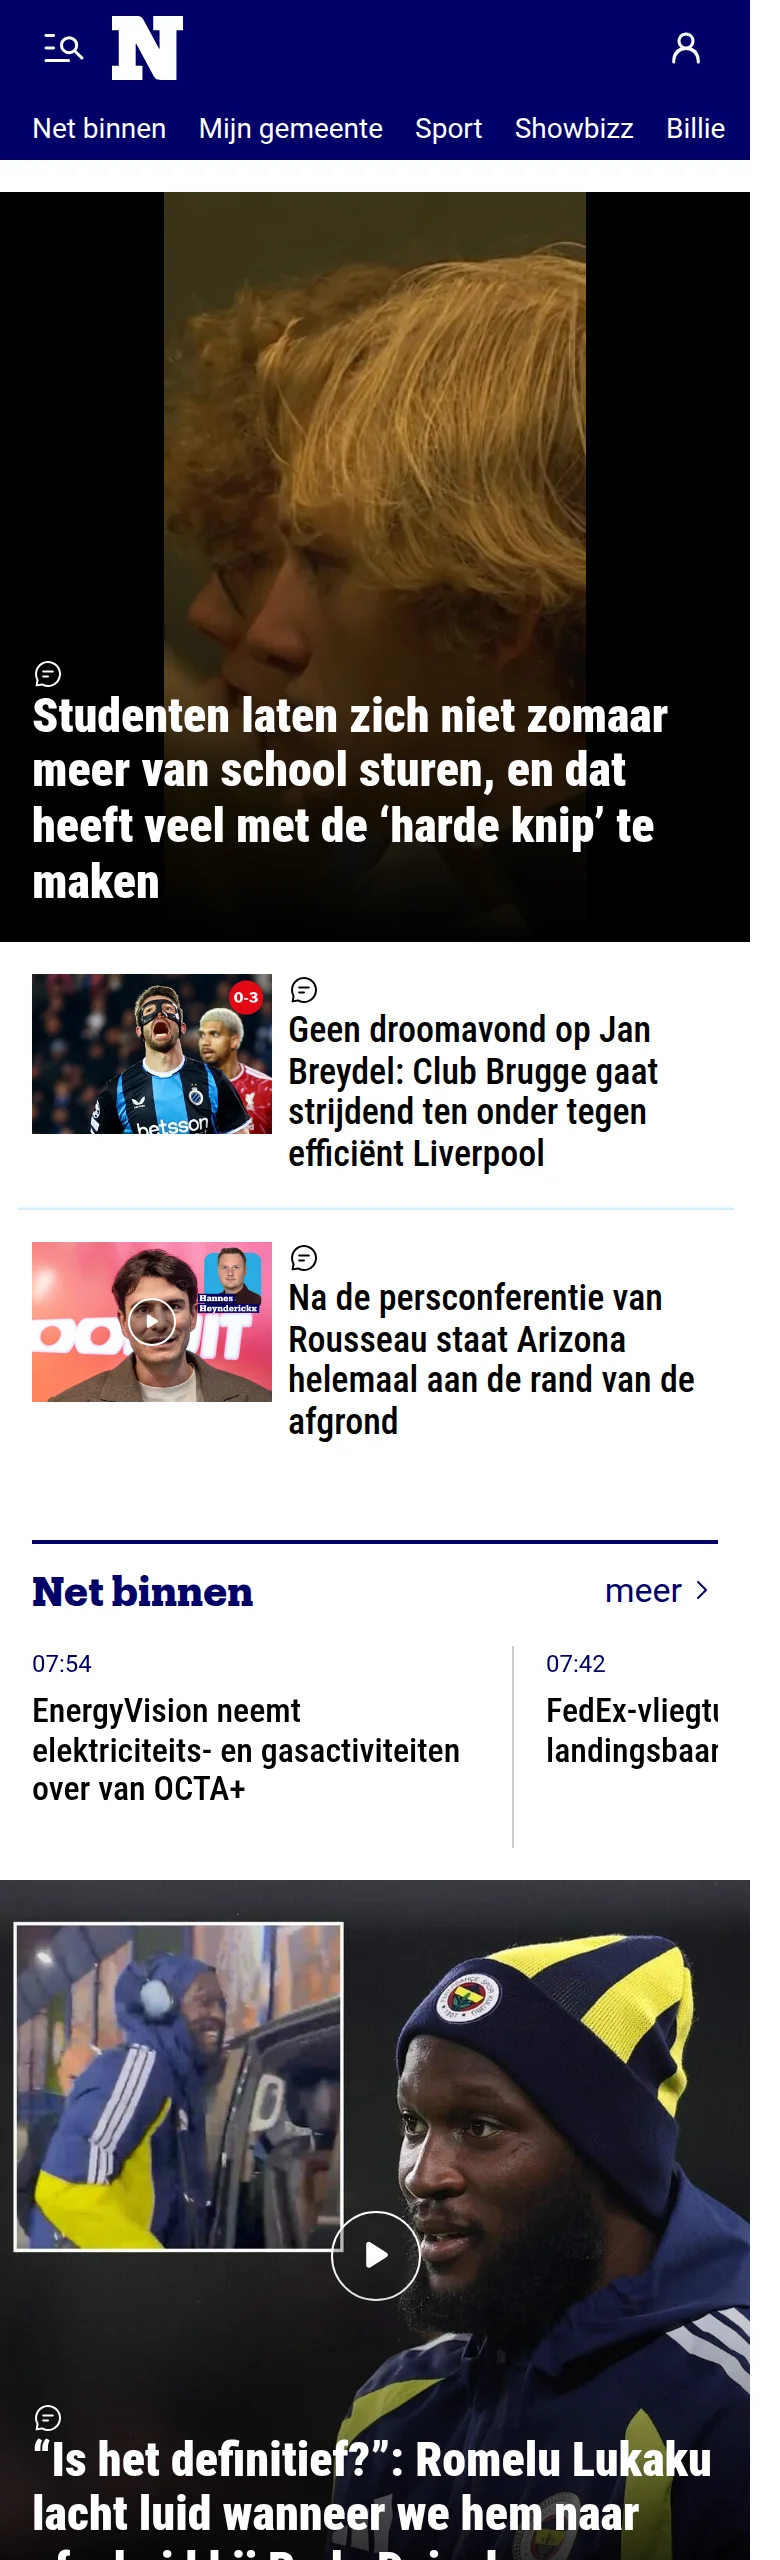 N
Net binnen Mijn gemeente Sport Showbizz Billie
Studenten laten zich niet zomaar
meer van school sturen, en dat
heeft veel met de ‘harde knip’ te
maken
0-3
betsson
Geen droomavond op Jan
Breydel: Club Brugge gaat
strijdend ten onder tegen
efficiënt Liverpool
Hannes
Heynderickx
Na de persconferentie van
Rousseau staat Arizona
helemaal aan de rand van de
afgrond
Net binnen
meer
07:54
EnergyVision neemt
elektriciteits- en gasactiviteiten
over van OCTA+
07:42
FedEx-vliegtu
landingsbaan
“Is het definitief?”: Romelu Lukaku
lacht luid wanneer we hem naar